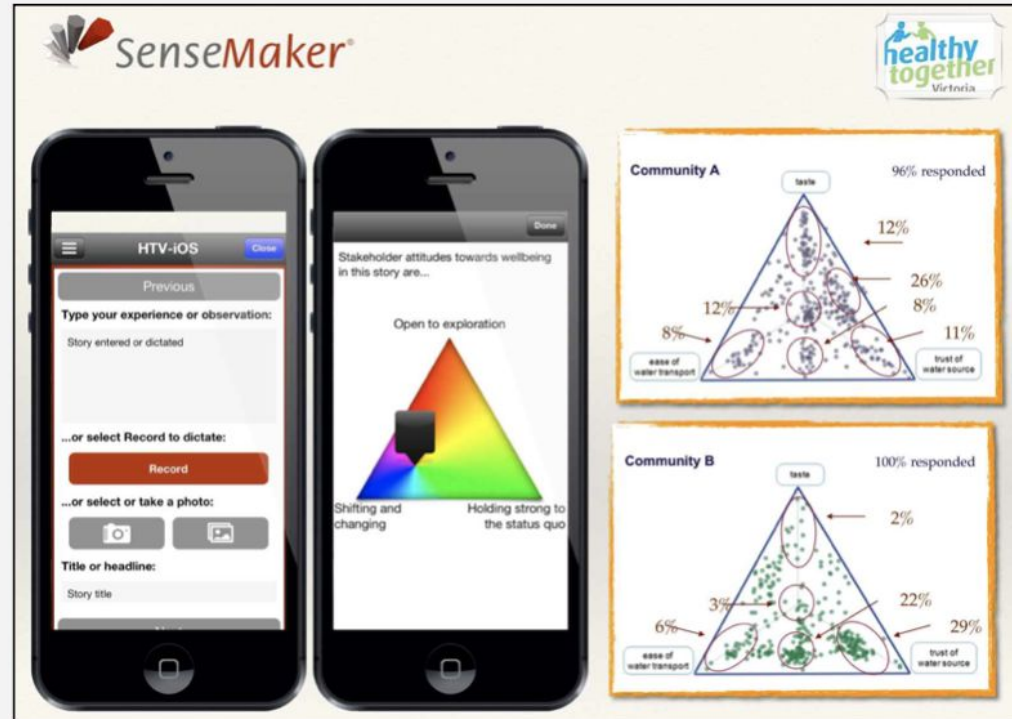 SenseMaker®
healthy
together
Victoria
HTV-iOS
Close
Previous
Type your experience or observation:
Story entered or dictated
...or select Record to dictate:
Record
...or select or take a photo:
Title or headline:
Story title
Done
Stakeholder attitudes towards wellbeing
in this story are...
Open to exploration
Shifting and
changing
Holding strong to
the status quo
Community A
96% responded
taste
12%
26%
12%
8%
8%
11%
ease of
water transport
trust of
water source
Community B
100% responded
taste
2%
3%
22%
6%
29%
ease of
water transport
trust of
water source